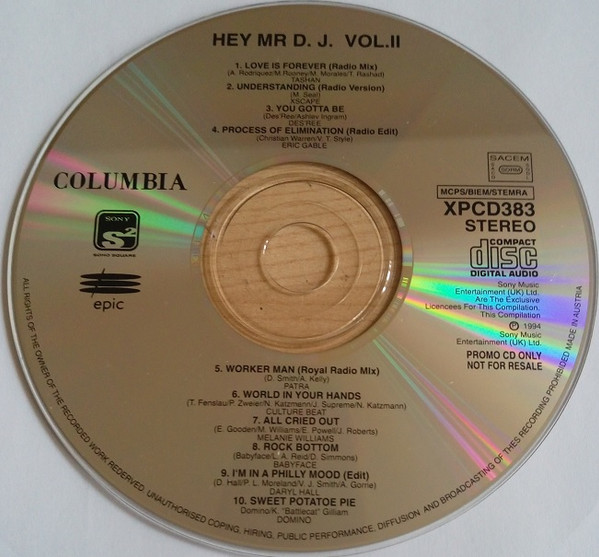 HEY MR D. J. VOL.II
1. LOVE IS FOREVER (Radio Mix)
(A. Rodriquez/M.Rooney/M. Morales/T. Rashad)
TASHAN
2. UNDERSTANDING (Radio Version)
(M. Seal)
XSCAPE
3. YOU GOTTA BE
(Des'Ree/Ashley Ingram)
DES'REE
4. PROCESS OF ELIMINATION (Radio Edit)
(Christian Warren/V. T. Style)
ERIC GABLE
COLUMBIA
SONY
S2
SOHO SQUARE
epic
SACEM
SDRM
MCPS/BIEM/STEMRA
XPCD383
STEREO
COMPACT
disc
DIGITAL AUDIO
Sony Music
Entertainment (UK) Ltd.
Are The Exclusive
Licencees For This Compilation.
This Compilation
℗ 1994
Sony Music
Entertainment (UK) Ltd.
PROMO CD ONLY
NOT FOR RESALE
5. WORKER MAN (Royal Radio Mix)
(D. Smith/A. Kelly)
PATRA
6. WORLD IN YOUR HANDS
(T. Fenslau/P. Zweier/N. Katzmann/J. Supreme/N. Katzmann)
CULTURE BEAT
7. ALL CRIED OUT
(E. Gooden/M. Williams/E. Powell/J. Roberts)
MELANIE WILLIAMS
8. ROCK BOTTOM
(Babyface/L. A. Reid/D. Simmons)
BABYFACE
9. I'M IN A PHILLY MOOD (Edit)
(D. Hall/P. L. Moreland/V. J. Smith/A. Gorrie)
DARYL HALL
10. SWEET POTATOE PIE
Domino/K. "Battlecat" Gilliam
DOMINO
ALL RIGHTS OF THE OWNER OF THE RECORDED WORK RESERVED UNAUTHORISED COPYING, HIRING, PUBLIC PERFORMANCE, DIFFUSION AND BROADCASTING OF THIS RECORDING PROHIBITED MADE IN AUSTRIA